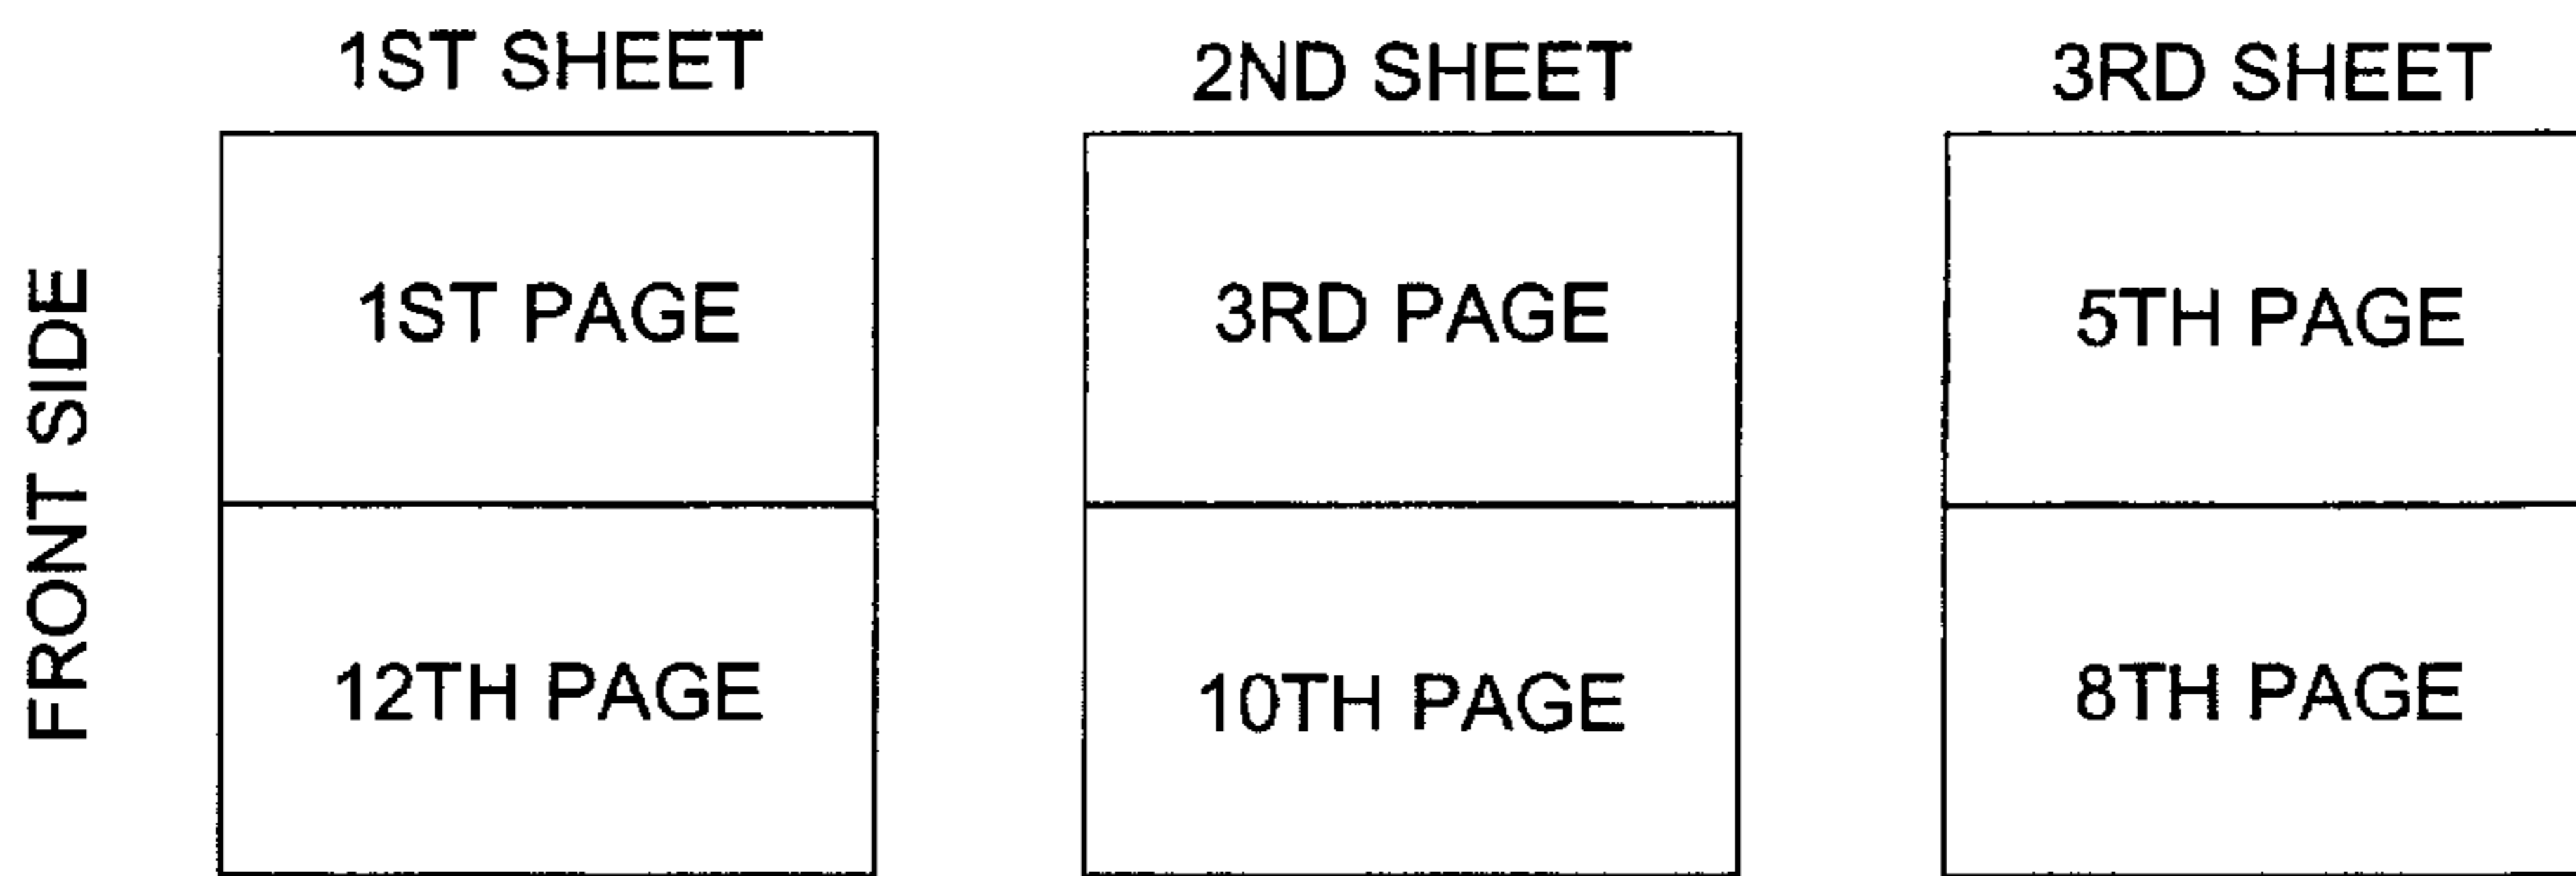 1ST SHEET
2ND SHEET
3RD SHEET
FRONT SIDE
1ST PAGE
3RD PAGE
5TH PAGE
12TH PAGE
10TH PAGE
8TH PAGE